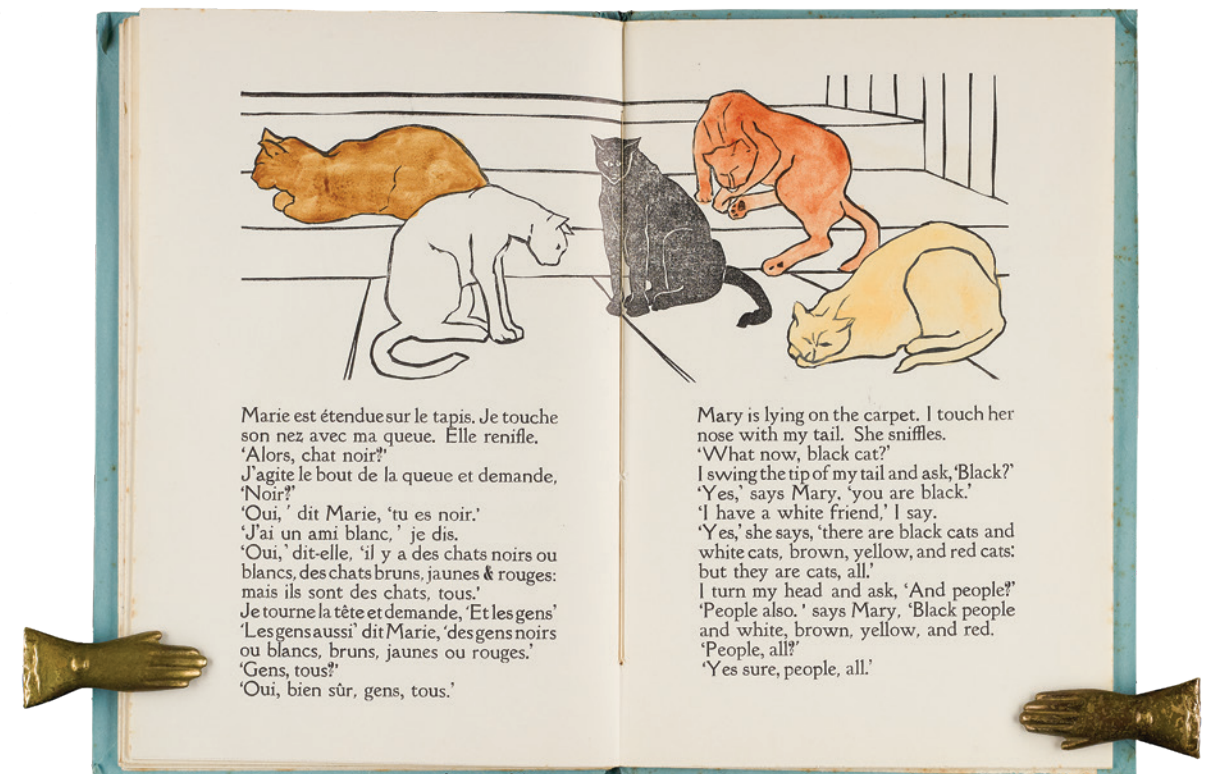 Marie est étendue sur le tapis. Je touche
son nez avec ma queue. Elle renifle.
‘Alors, chat noir?’
J’agite le bout de la queue et demande,
‘Noir?’
‘Oui,’ dit Marie, ‘tu es noir.’
‘J’ai un ami blanc,’ je dis.
‘Oui,’ dit-elle, ‘il y a des chats noirs ou
blancs, des chats bruns, jaunes & rouges:
mais ils sont des chats, tous.’
Je tourne la tête et demande, ‘Et les gens’
‘Les gens aussi’ dit Marie, ‘des gens noirs
ou blancs, bruns, jaunes ou rouges.’
‘Gens, tous?’
‘Oui, bien sûr, gens, tous.’
Mary is lying on the carpet. I touch her
nose with my tail. She sniffles.
‘What now, black cat?’
I swing the tip of my tail and ask, ‘Black?’
‘Yes,’ says Mary, ‘you are black.’
‘I have a white friend,’ I say.
‘Yes,’ she says, ‘there are black cats and
white cats, brown, yellow, and red cats:
but they are cats, all.’
I turn my head and ask, ‘And people?’
‘People also.’ says Mary, ‘Black people
and white, brown, yellow, and red.
‘People, all?’
‘Yes sure, people, all.’